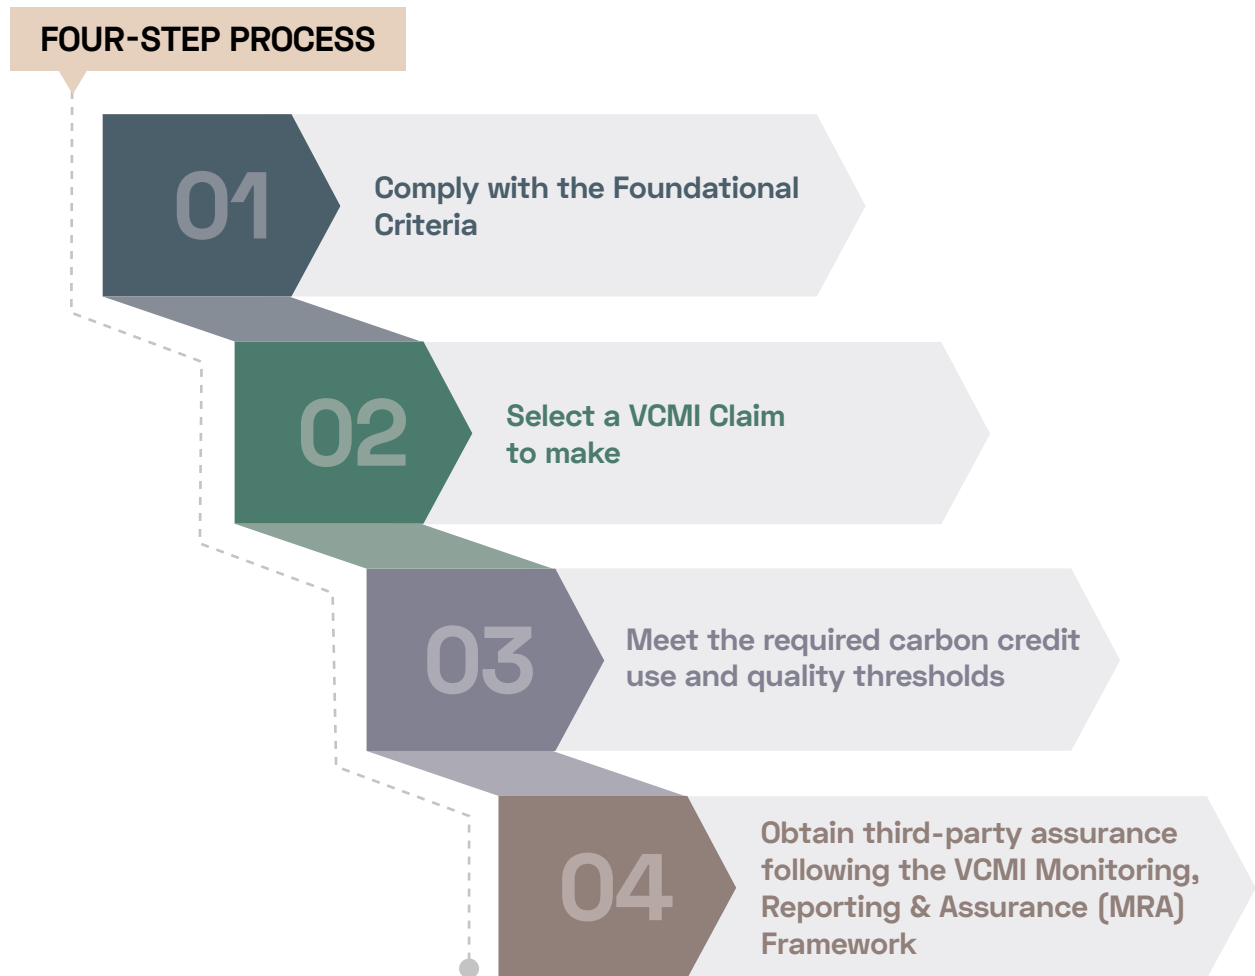 FOUR-STEP PROCESS
01
Comply with the Foundational
Criteria
02
Select a VCMI Claim
to make
03
Meet the required carbon credit
use and quality thresholds
04
Obtain third-party assurance
following the VCMI Monitoring,
Reporting & Assurance (MRA)
Framework